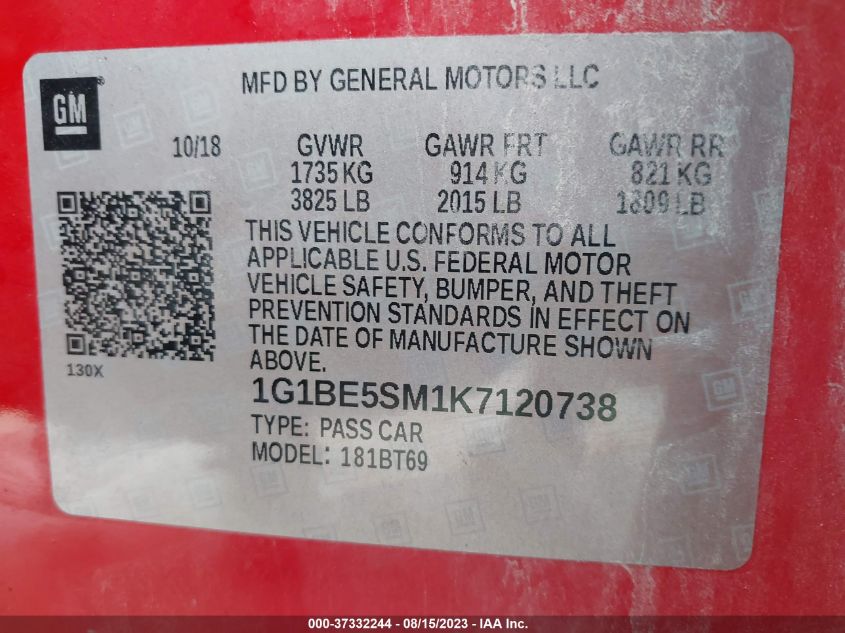 MFD BY GENERAL MOTORS LLC
GM
10/18 GVWR GAWR FRT GAWR RR
1735 KG 914 KG 821 KG
3825 LB 2015 LB 1809 LB
THIS VEHICLE CONFORMS TO ALL
APPLICABLE U.S. FEDERAL MOTOR
VEHICLE SAFETY, BUMPER, AND THEFT
PREVENTION STANDARDS IN EFFECT ON
THE DATE OF MANUFACTURE SHOWN
ABOVE.
130X
1G1BE5SM1K7120738
TYPE: PASS CAR
MODEL: 181BT69
000-37332244 - 08/15/2023 - IAA Inc.